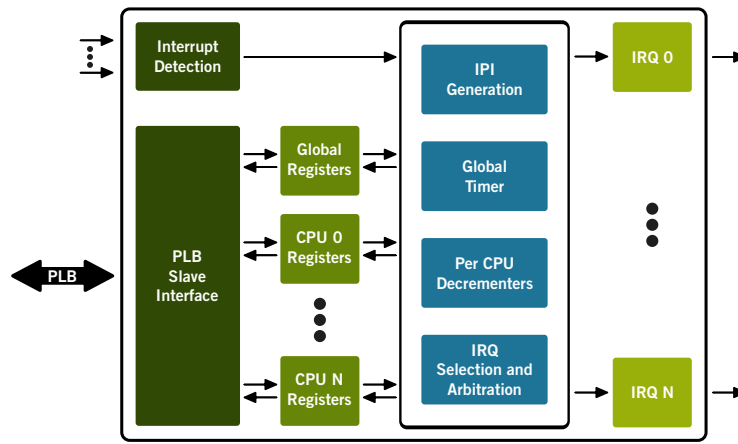 Interrupt
Detection
IPI
Generation
IRQ 0
Global
Registers
Global
Timer
CPU 0
Registers
PLB
PLB
Slave
Interface
Per CPU
Decrementers
CPU N
Registers
IRQ
Selection and
Arbitration
IRQ N